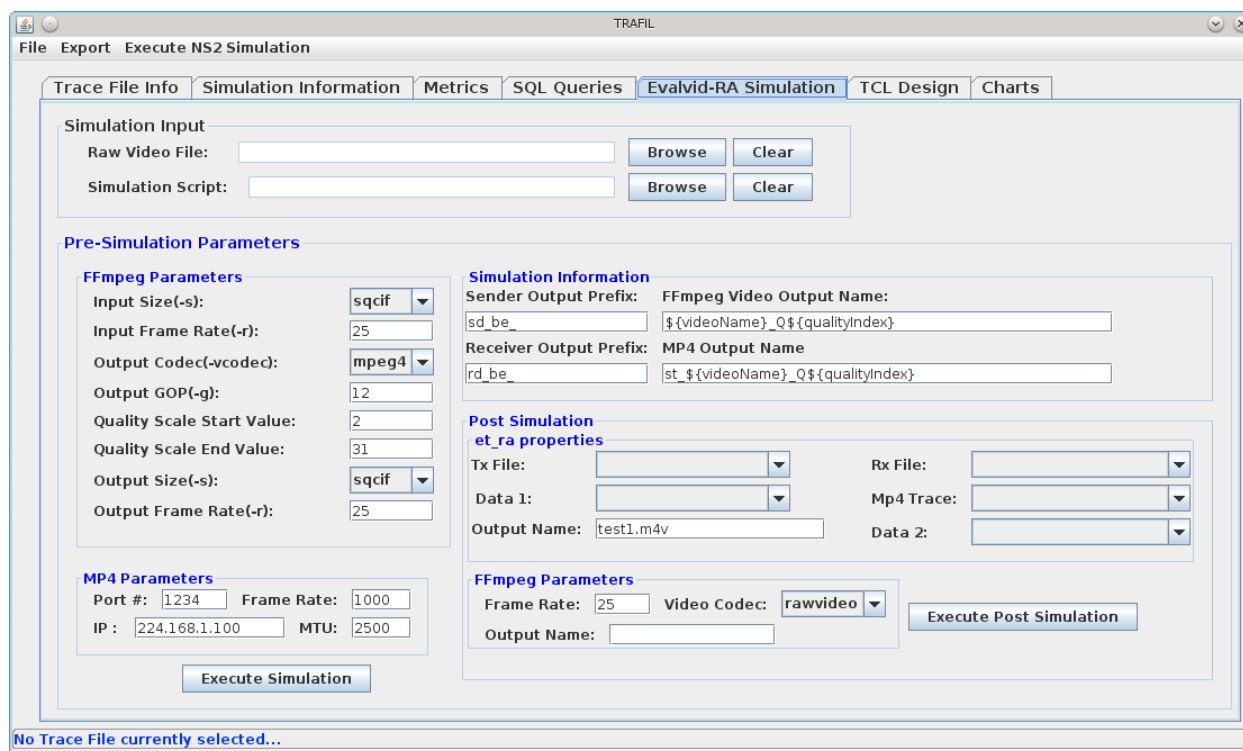 TRAFIL
File Export Execute NS2 Simulation
Trace File Info Simulation Information Metrics SQL Queries Evalvid-RA Simulation TCL Design Charts
Simulation Input
Raw Video File: Browse Clear
Simulation Script: Browse Clear
Pre-Simulation Parameters
FFmpeg Parameters
Input Size(-s): sqcif
Input Frame Rate(-r): 25
Output Codec(-vcodec): mpeg4
Output GOP(-g): 12
Quality Scale Start Value: 2
Quality Scale End Value: 31
Output Size(-s): sqcif
Output Frame Rate(-r): 25
MP4 Parameters
Port #: 1234 Frame Rate: 1000
IP : 224.168.1.100 MTU: 2500
Execute Simulation
Simulation Information
Sender Output Prefix: FFmpeg Video Output Name:
sd_be_ ${videoName}_Q${qualityIndex}
Receiver Output Prefix: MP4 Output Name
rd_be_ st_${videoName}_Q${qualityIndex}
Post Simulation
et_ra properties
Tx File: Rx File:
Data 1: Mp4 Trace:
Output Name: test1.m4v Data 2:
FFmpeg Parameters
Frame Rate: 25 Video Codec: rawvideo
Output Name:
Execute Post Simulation
No Trace File currently selected...